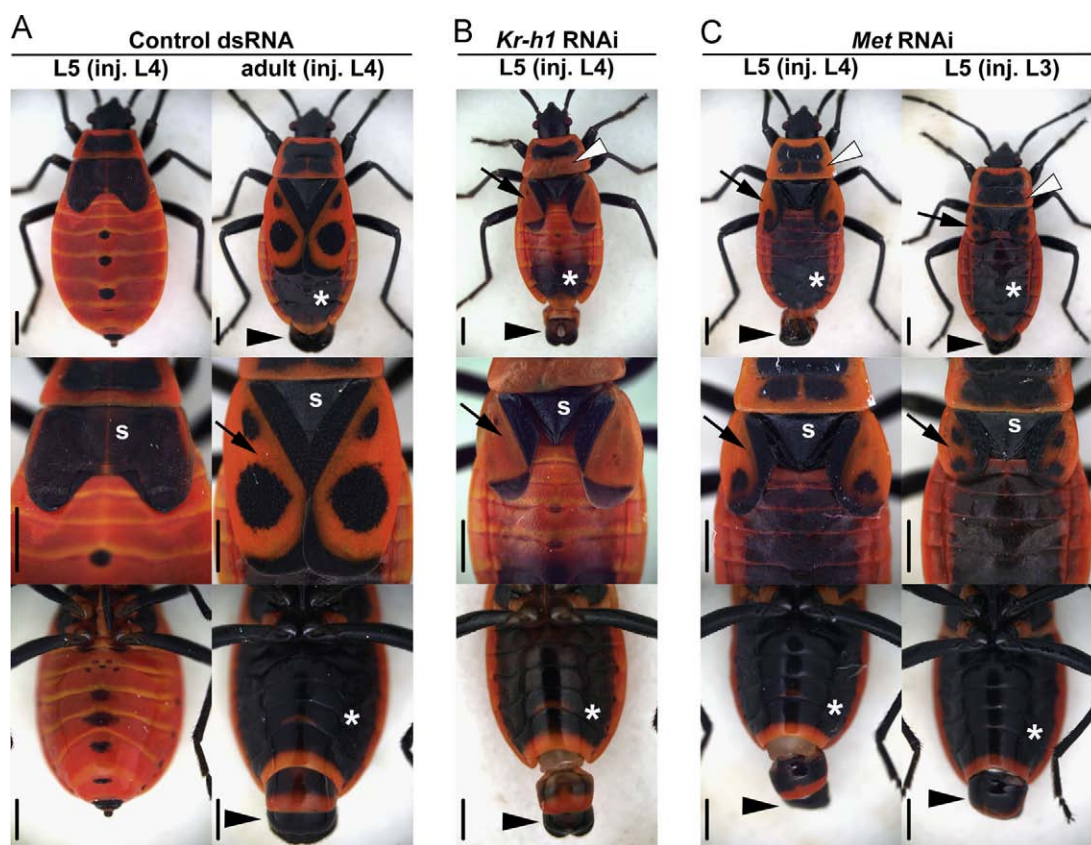 A
Control dsRNA
L5 (inj. L4) adult (inj. L4)
B
Kr-h1 RNAi
L5 (inj. L4)
C
Met RNAi
L5 (inj. L4) L5 (inj. L3)
* * * *
S S S S S
* * * *